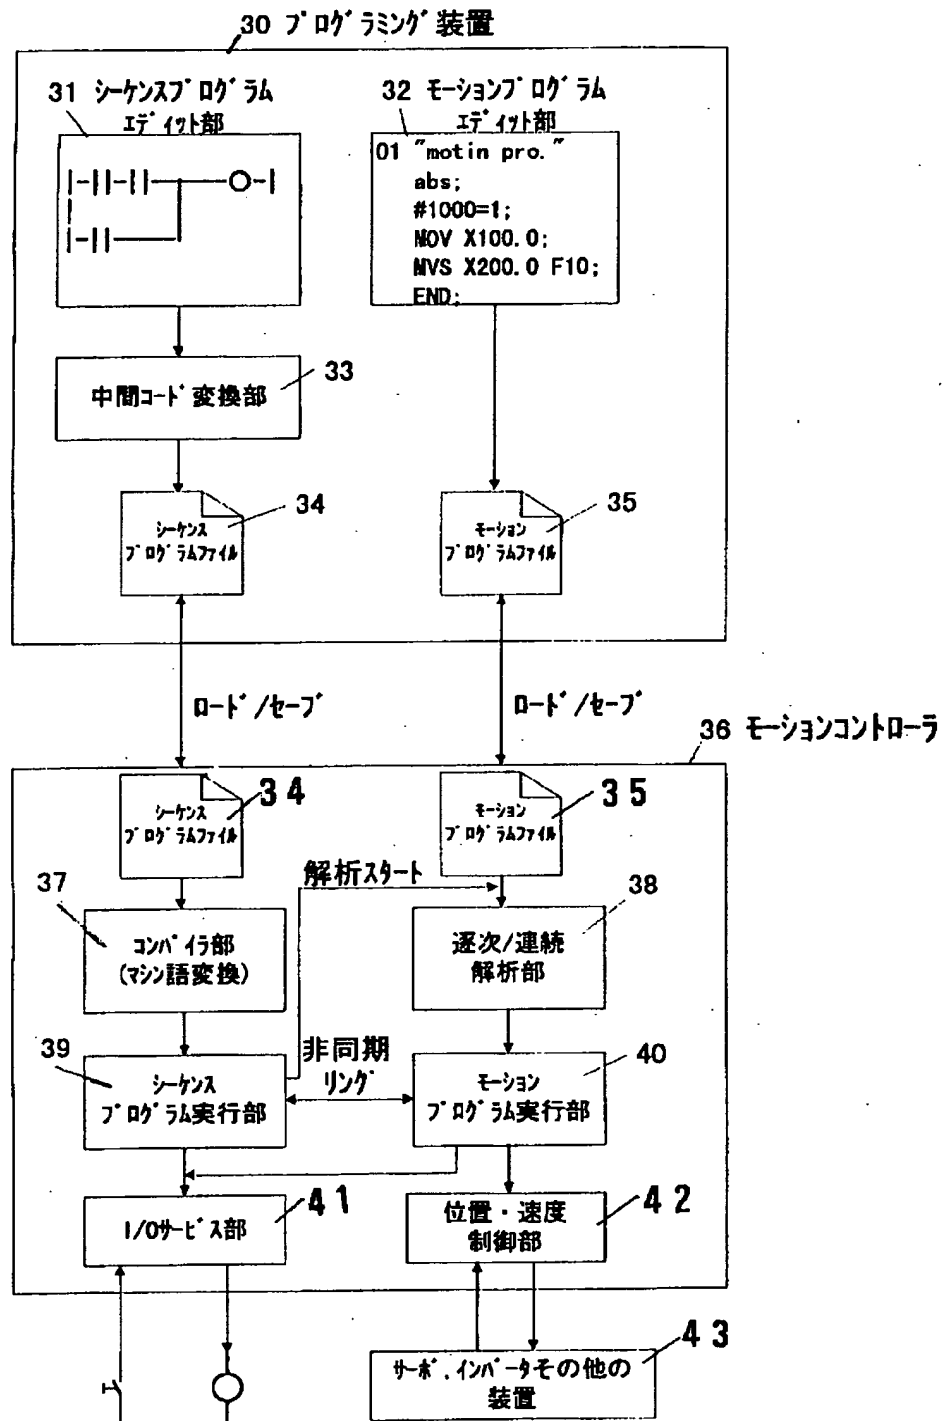 30 プログラミング装置
31 シーケンスプログラム
エディット部
32 モーションプログラム
エディット部
01 "motin pro."
abs;
#1000=1;
MOV X100.0;
MVS X200.0 F10;
END;
中間コード変換部
33
シーケンス
プログラムファイル
34
モーション
プログラムファイル
35
ロード/セーブ
ロード/セーブ
36 モーションコントローラ
シーケンス
プログラムファイル
34
モーション
プログラムファイル
35
解析スタート
37
コンパイラ部
(マシン語変換)
38
逐次/連続
解析部
39
シーケンス
プログラム実行部
非同期
リング
40
モーション
プログラム実行部
I/Oサービス部
41
位置・速度
制御部
42
43
サーボ.インバータその他の
装置